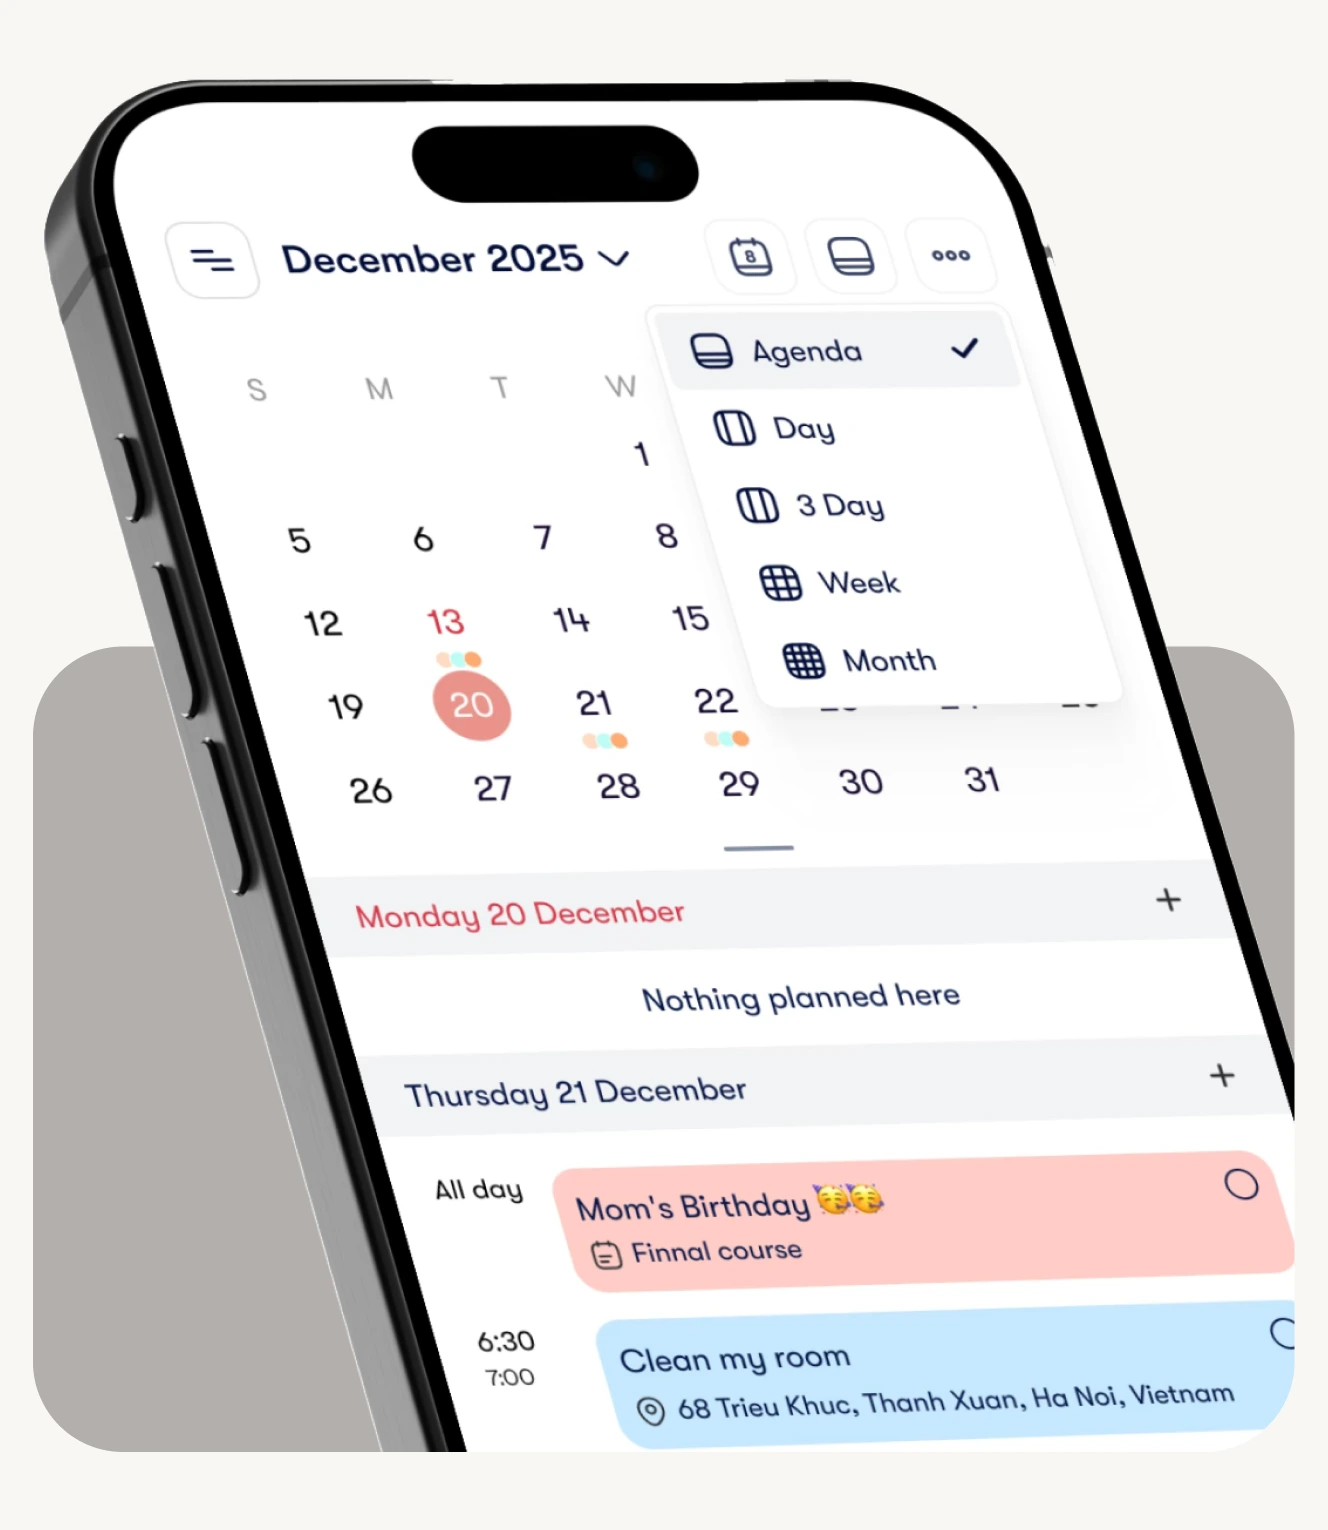 December 2025
8
Agenda
Day
3 Day
Week
Month
S M T W
1
5 6 7 8
12 13 14 15
19 20 21 22
26 27 28 29 30 31
Monday 20 December
Nothing planned here
Thursday 21 December
All day
Mom's Birthday 🥳🥳
Finnal course
6:30
7:00
Clean my room
68 Trieu Khuc, Thanh Xuan, Ha Noi, Vietnam